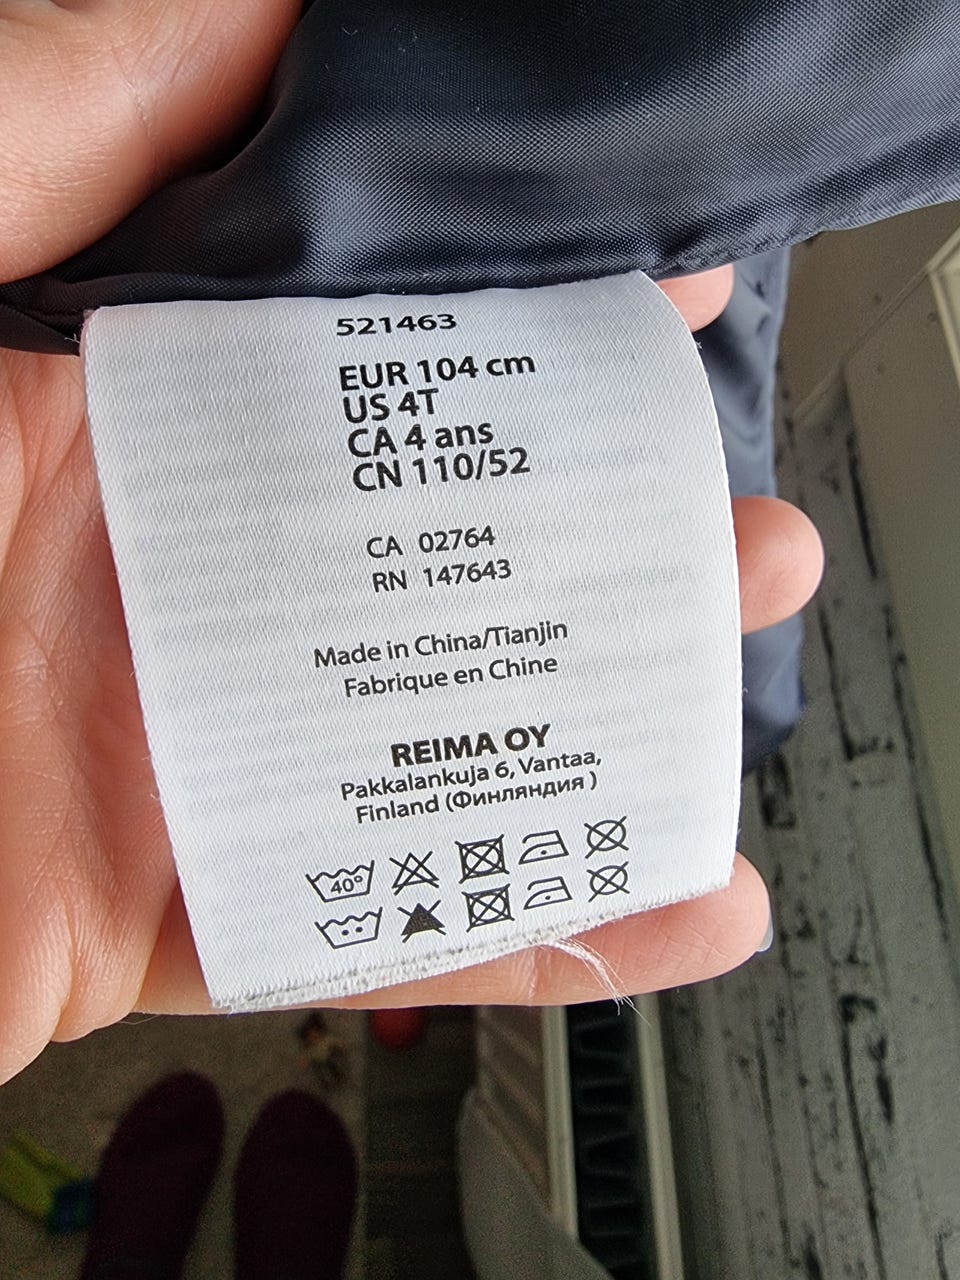 521463
EUR 104 cm
US 4T
CA 4 ans
CN 110/52
CA 02764
RN 147643
Made in China/Tianjin
Fabrique en Chine
REIMA OY
Pakkalankuja 6, Vantaa,
Finland (Финляндия )
40°